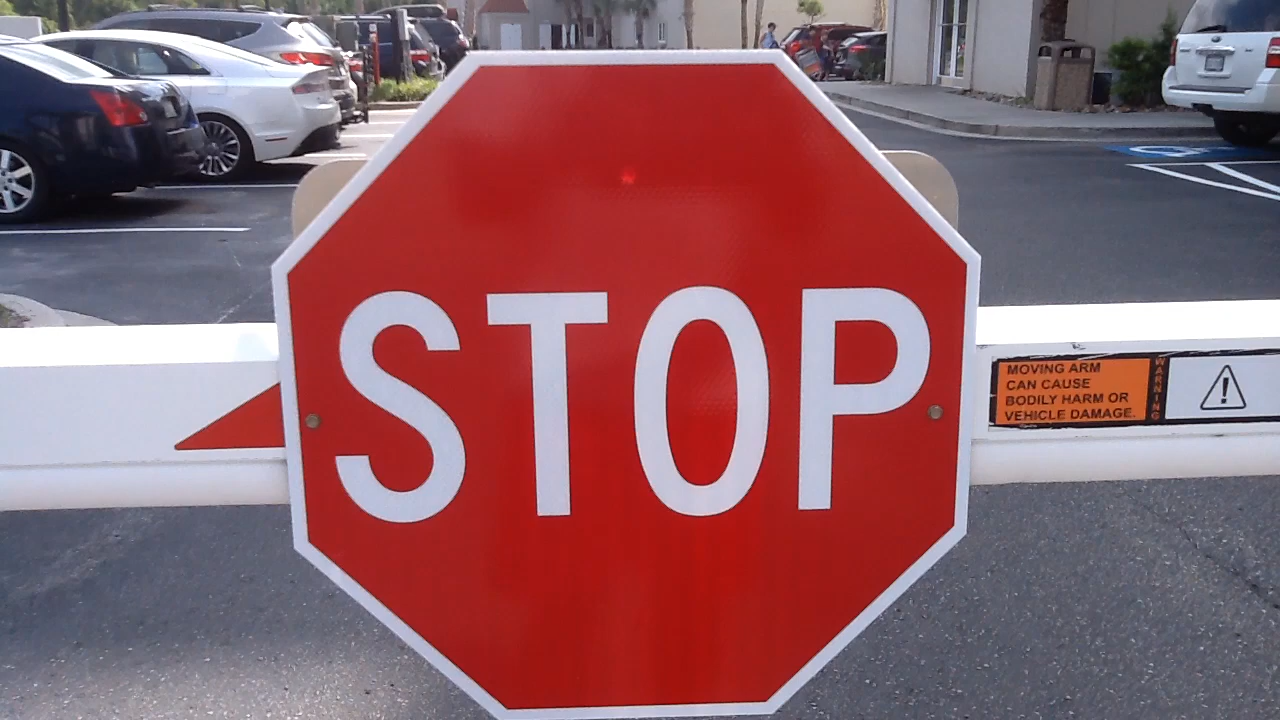 STOP
MOVING ARM
CAN CAUSE
BODILY HARM OR
VEHICLE DAMAGE.
WARNING